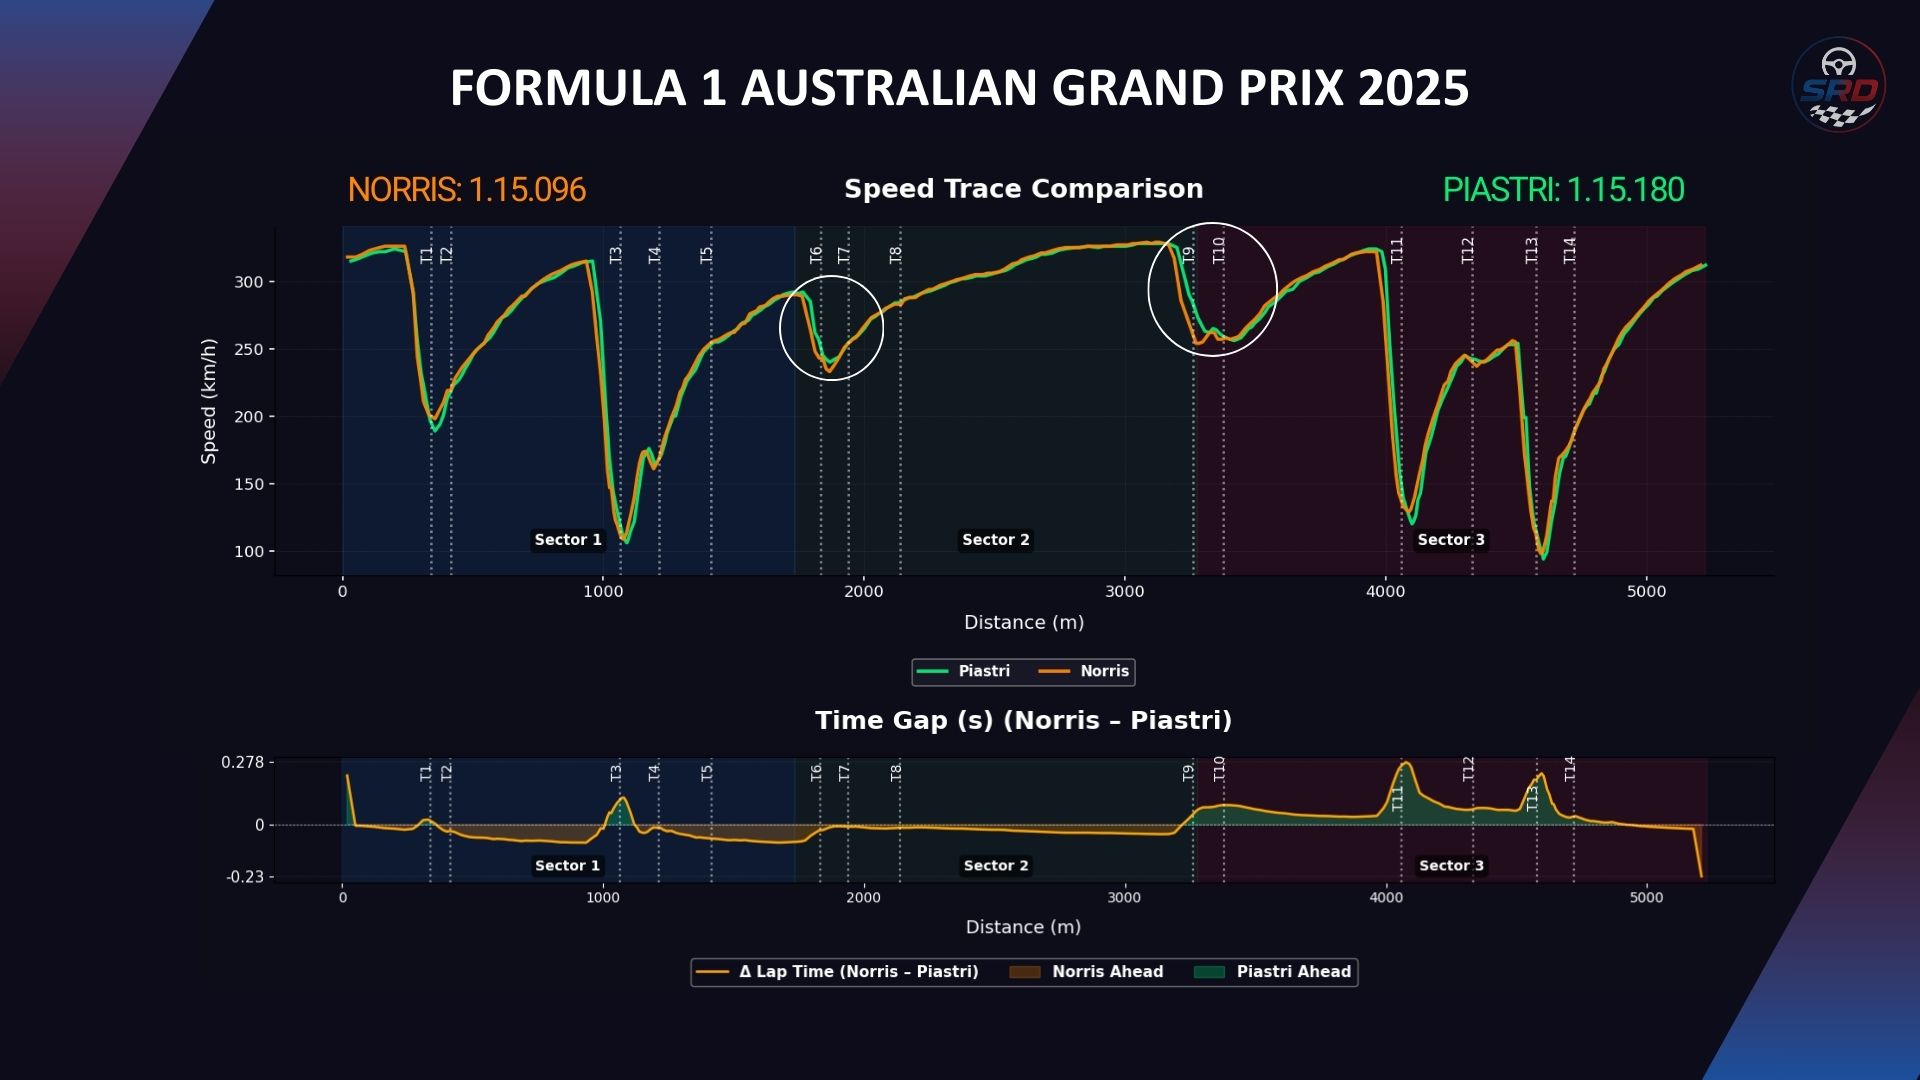 FORMULA 1 AUSTRALIAN GRAND PRIX 2025
SRD
NORRIS: 1.15.096
Speed Trace Comparison
PIASTRI: 1.15.180
T1 T2 T3 T4 T5 T6 T7 T8 T9 T10 T11 T12 T13 T14
Speed (km/h)
300
250
200
150
100
Sector 1 Sector 2 Sector 3
0 1000 2000 3000 4000 5000
Distance (m)
Piastri Norris
Time Gap (s) (Norris – Piastri)
T1 T2 T3 T4 T5 T6 T7 T8 T9 T10 T11 T12 T13 T14
0.278
0
-0.23
Sector 1 Sector 2 Sector 3
0 1000 2000 3000 4000 5000
Distance (m)
Δ Lap Time (Norris – Piastri) Norris Ahead Piastri Ahead